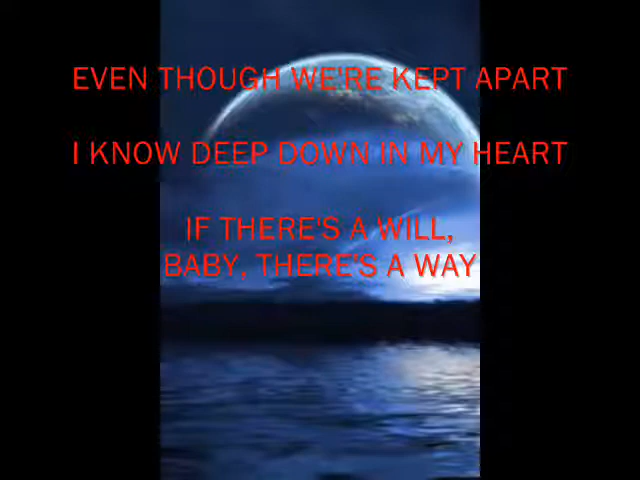 EVEN THOUGH WE'RE KEPT APART
I KNOW DEEP DOWN IN MY HEART
IF THERE'S A WILL,
BABY, THERE'S A WAY